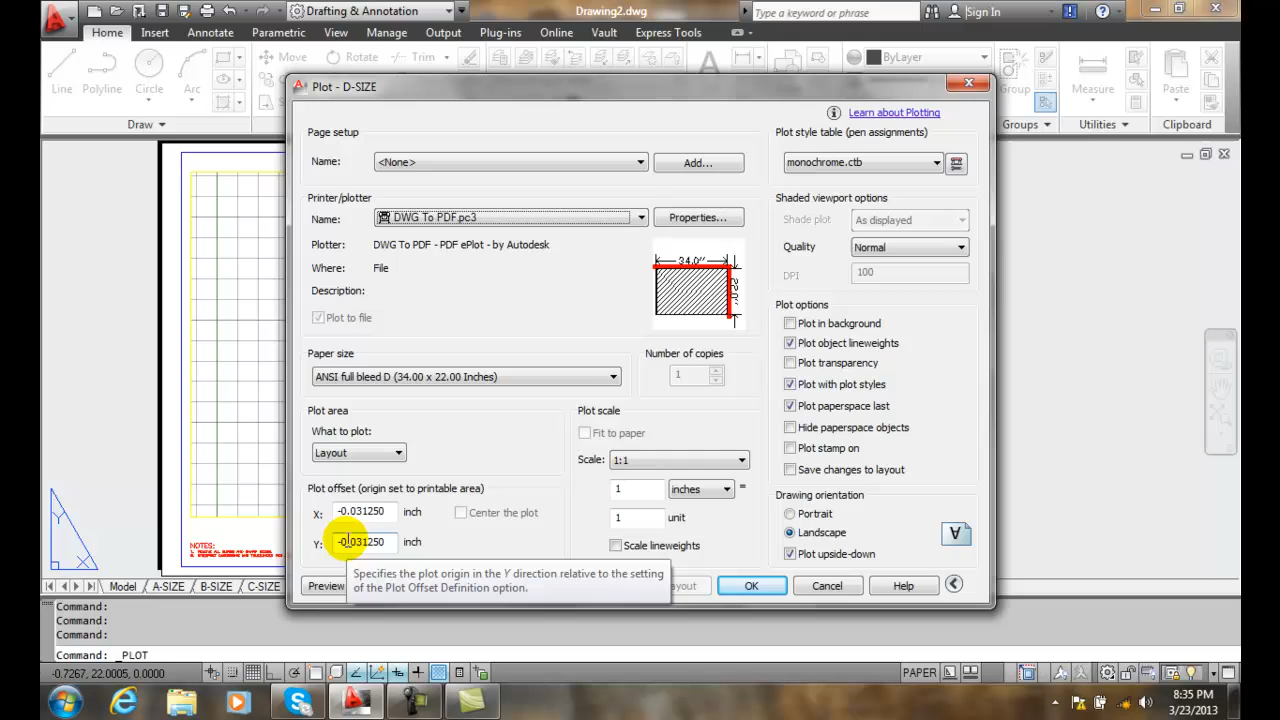 Drafting & Annotation
Drawing2.dwg
Type a keyword or phrase
Sign In
Home Insert Annotate Parametric View Manage Output Plug-ins Online Vault Express Tools
Move Rotate Trim ByLayer
Line Polyline Circle Arc Group Measure Paste
Draw Groups Utilities Clipboard
Plot - D-SIZE
Learn about Plotting
Page setup
Name: <None> Add...
Plot style table (pen assignments)
monochrome.ctb
Printer/plotter
Name: DWG To PDF.pc3 Properties...
Plotter: DWG To PDF - PDF ePlot - by Autodesk
Where: File
Description:
Plot to file
34.0''
22.0''
Shaded viewport options
Shade plot As displayed
Quality Normal
DPI 100
Paper size
ANSI full bleed D (34.00 x 22.00 Inches)
Number of copies
1
Plot options
Plot in background
Plot object lineweights
Plot transparency
Plot with plot styles
Plot paperspace last
Hide paperspace objects
Plot stamp on
Save changes to layout
Plot area
What to plot:
Layout
Plot scale
Fit to paper
Scale: 1:1
1 inches =
1 unit
Scale lineweights
Plot offset (origin set to printable area)
X: -0.031250 inch Center the plot
Y: -0.031250 inch
Drawing orientation
Portrait
Landscape
Plot upside-down
A
Specifies the plot origin in the Y direction relative to the setting
of the Plot Offset Definition option.
Preview ayout OK Cancel Help
Y
X
NOTES:
Model A-SIZE B-SIZE C-SIZE
Command:
Command:
Command: _PLOT
-0.7267, 22.0005, 0.0000
PAPER
8:35 PM
3/23/2013